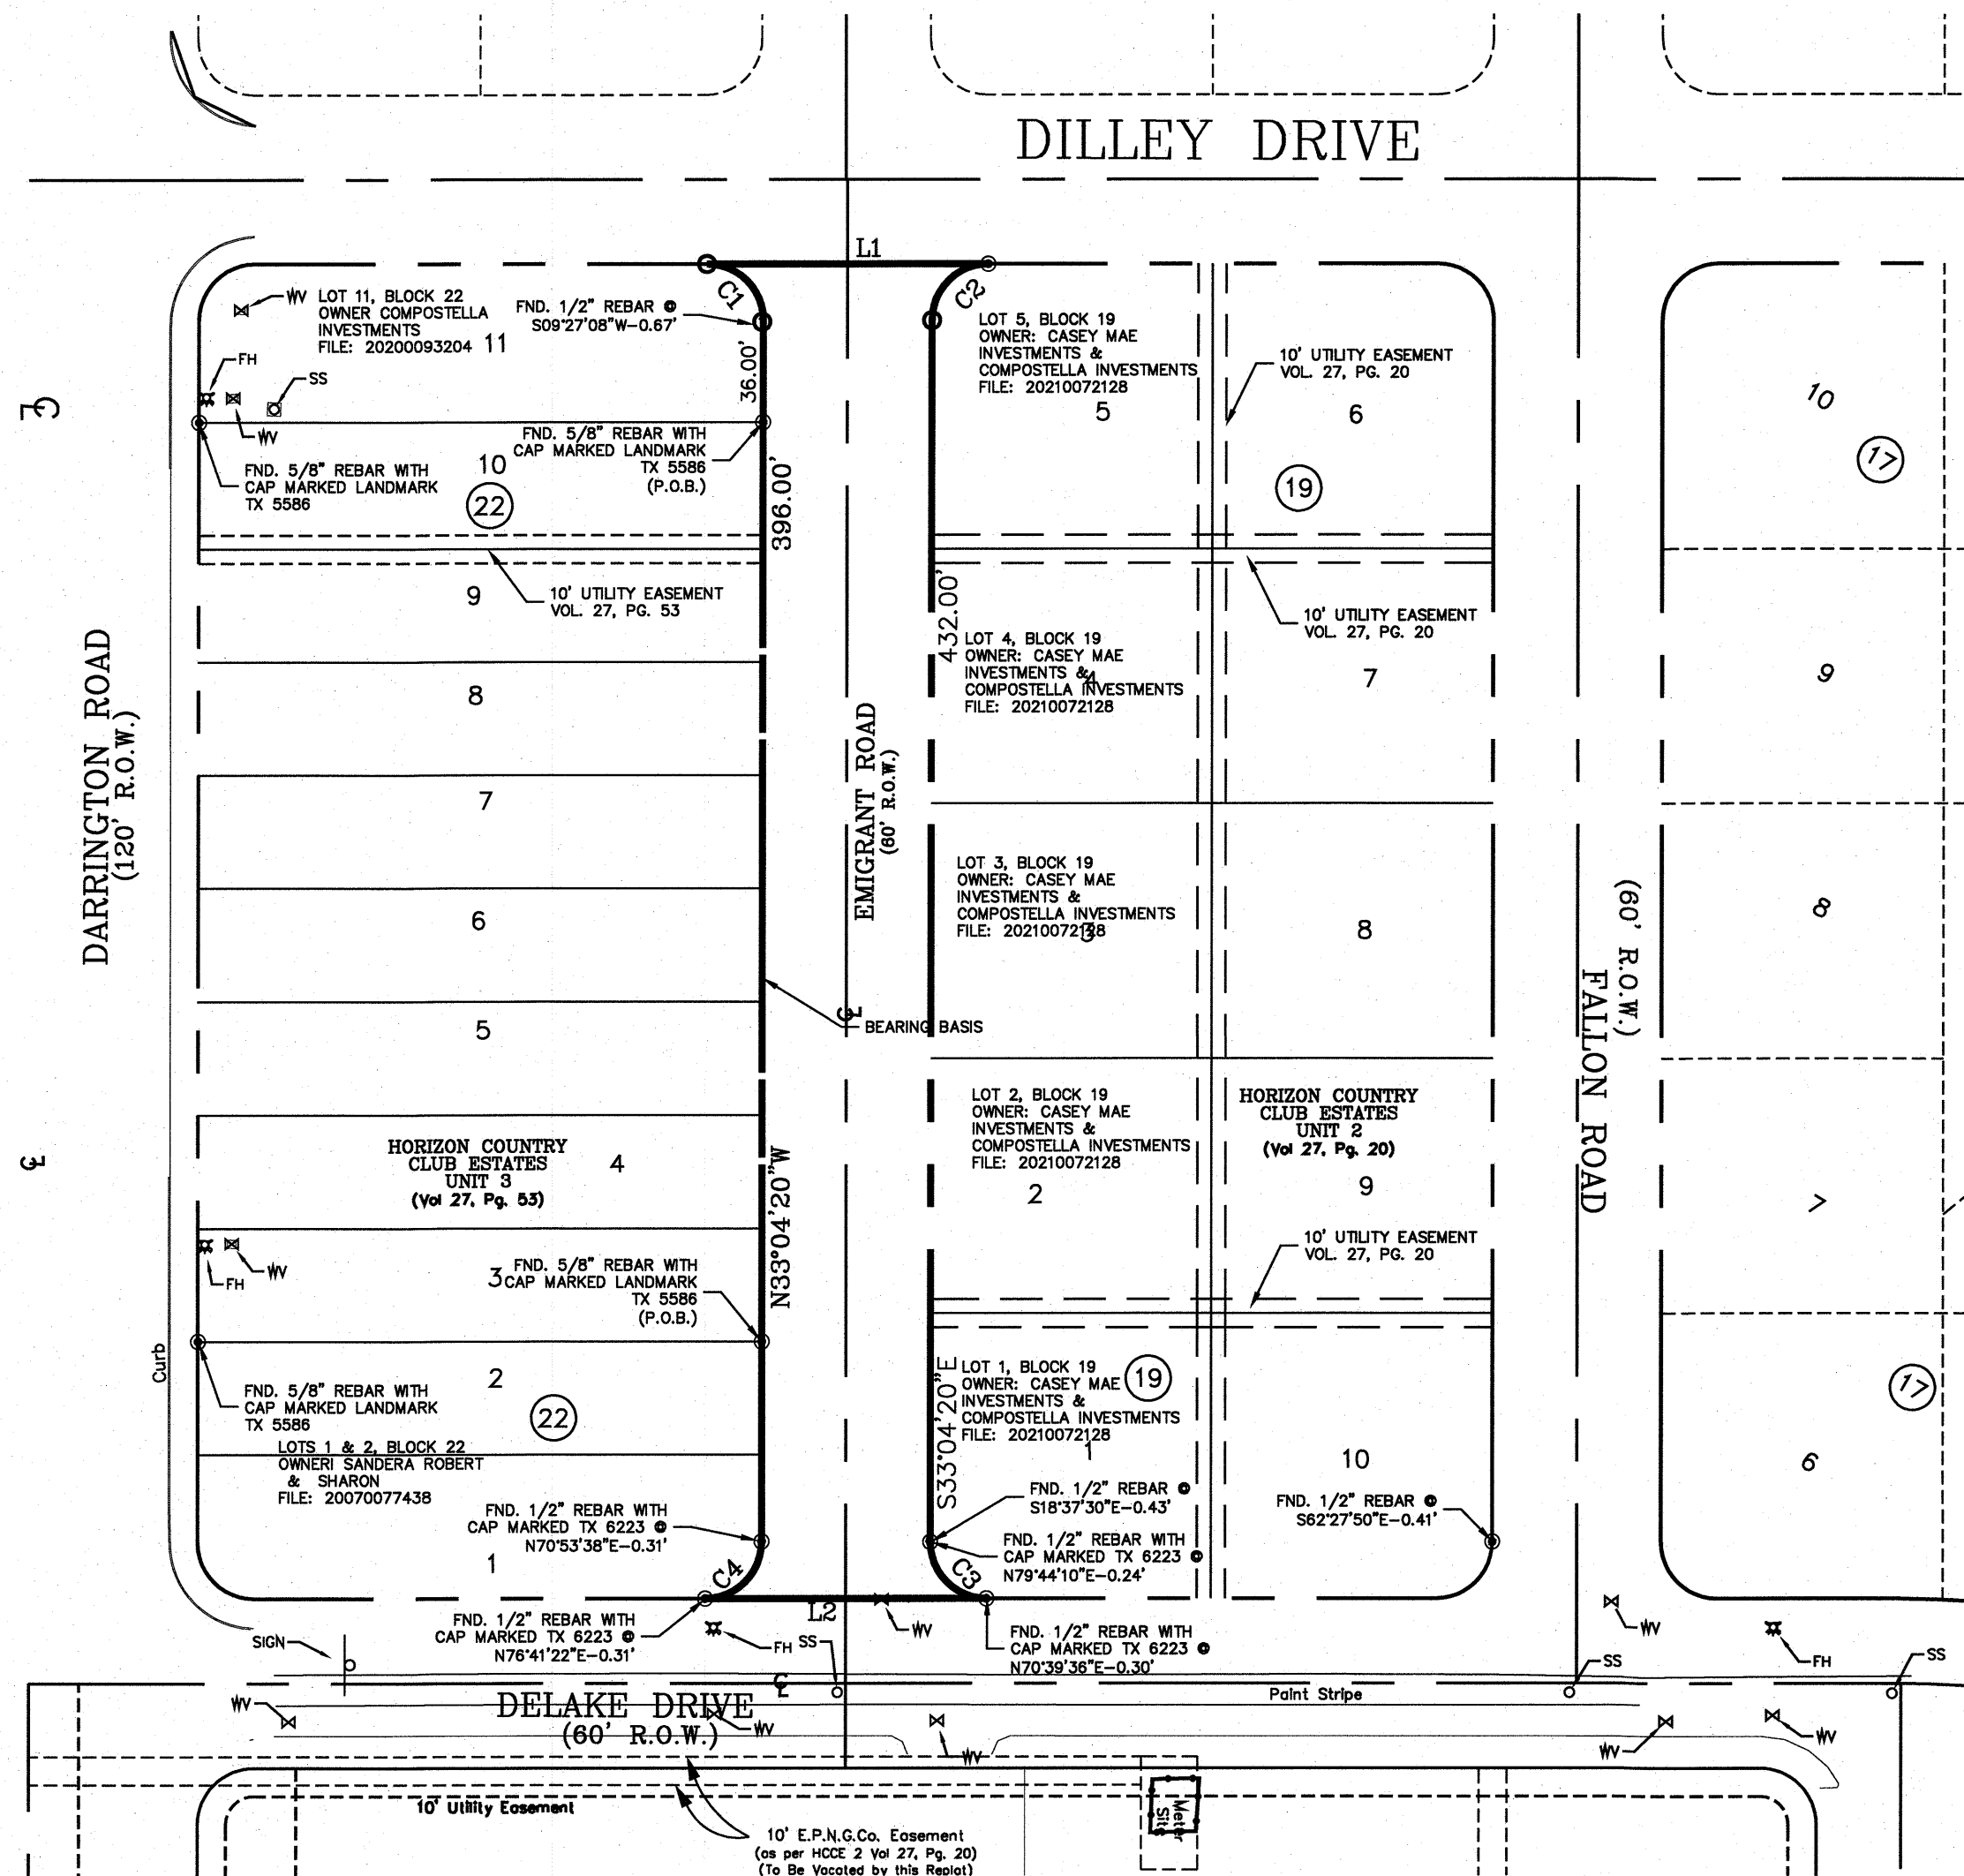 DILLEY DRIVE
L1
C1
C2
WV
LOT 11, BLOCK 22
OWNER COMPOSTELLA
INVESTMENTS
FILE: 20200093204
11
FND. 1/2" REBAR @
S09°27'08"W-0.67'
36.00'
FH
SS
WV
FND. 5/8" REBAR WITH
CAP MARKED LANDMARK
TX 5586
10
22
FND. 5/8" REBAR WITH
CAP MARKED LANDMARK
TX 5586
(P.O.B.)
396.00'
10' UTILITY EASEMENT
VOL. 27, PG. 53
9
8
7
6
5
4
HORIZON COUNTRY
CLUB ESTATES
UNIT 3
(Vol 27, Pg. 53)
DARRINGTON ROAD
(120' R.O.W.)
EMIGRANT ROAD
(60' R.O.W.)
BEARING BASIS
N33°04'20"W
WV
FH
3
FND. 5/8" REBAR WITH
CAP MARKED LANDMARK
TX 5586
(P.O.B.)
Curb
2
FND. 5/8" REBAR WITH
CAP MARKED LANDMARK
TX 5586
22
LOTS 1 & 2, BLOCK 22
OWNERI SANDERA ROBERT
& SHARON
FILE: 20070077438
FND. 1/2" REBAR WITH
CAP MARKED TX 6223 @
N70°53'38"E-0.31'
1
C4
FND. 1/2" REBAR WITH
CAP MARKED TX 6223 @
N76°41'22"E-0.31'
LOT 5, BLOCK 19
OWNER: CASEY MAE
INVESTMENTS &
COMPOSTELLA INVESTMENTS
FILE: 20210072128
5
10' UTILITY EASEMENT
VOL. 27, PG. 20
6
19
432.00'
10' UTILITY EASEMENT
VOL. 27, PG. 20
LOT 4, BLOCK 19
OWNER: CASEY MAE
INVESTMENTS &
COMPOSTELLA INVESTMENTS
FILE: 20210072128
4
7
LOT 3, BLOCK 19
OWNER: CASEY MAE
INVESTMENTS &
COMPOSTELLA INVESTMENTS
FILE: 20210072128
3
8
LOT 2, BLOCK 19
OWNER: CASEY MAE
INVESTMENTS &
COMPOSTELLA INVESTMENTS
FILE: 20210072128
2
HORIZON COUNTRY
CLUB ESTATES
UNIT 2
(Vol 27, Pg. 20)
9
10' UTILITY EASEMENT
VOL. 27, PG. 20
S33°04'20"E
LOT 1, BLOCK 19
OWNER: CASEY MAE
INVESTMENTS &
COMPOSTELLA INVESTMENTS
FILE: 20210072128
19
1
10
FND. 1/2" REBAR @
S18°37'30"E-0.43'
FND. 1/2" REBAR @
S62°27'50"E-0.41'
FND. 1/2" REBAR WITH
CAP MARKED TX 6223 @
N79°44'10"E-0.24'
C3
L2
FND. 1/2" REBAR WITH
CAP MARKED TX 6223 @
N70°39'36"E-0.30'
FALLON ROAD
(60' R.O.W.)
10
17
9
8
7
17
6
SIGN
FH
SS
WV
WV
FH
SS
SS
DELAKE DRIVE
(60' R.O.W.)
Paint Stripe
WV
WV
WV
WV
WV
10' Utility Easement
Meter
Site
10' E.P.N.G.Co. Easement
(as per HCCE 2 Vol 27, Pg. 20)
(To Be Vacated by this Replat)